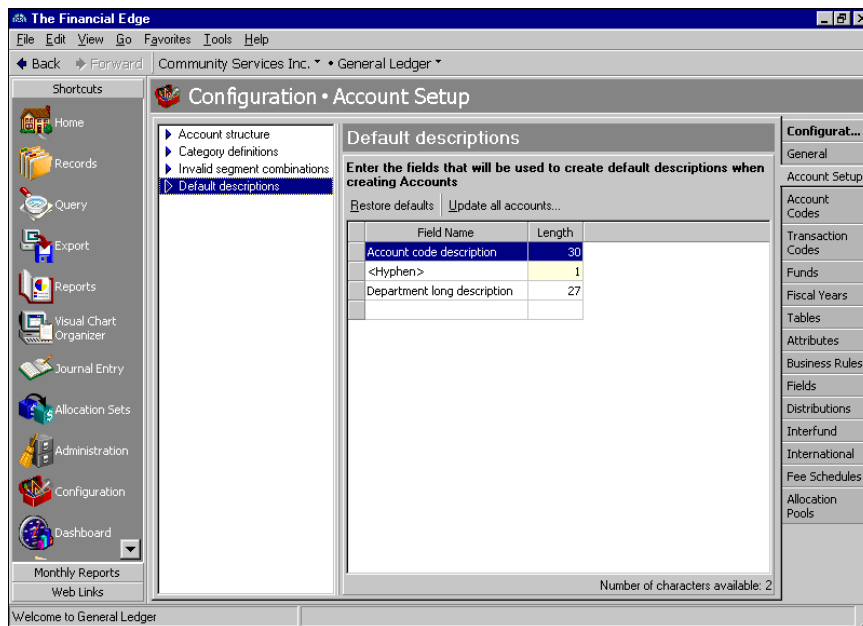 The Financial Edge
File Edit View Go Favorites Tools Help
Back Forward Community Services Inc. • General Ledger
Shortcuts
Home
Records
Query
Export
Reports
Visual Chart
Organizer
Journal Entry
Allocation Sets
Administration
Configuration
Dashboard
Monthly Reports
Web Links
Configuration • Account Setup
Account structure
Category definitions
Invalid segment combinations
Default descriptions
Default descriptions
Enter the fields that will be used to create default descriptions when
creating Accounts
Restore defaults Update all accounts...
Field Name Length
Account code description 30
<Hyphen> 1
Department long description 27
Number of characters available: 2
Configurat...
General
Account Setup
Account
Codes
Transaction
Codes
Funds
Fiscal Years
Tables
Attributes
Business Rules
Fields
Distributions
Interfund
International
Fee Schedules
Allocation
Pools
Welcome to General Ledger